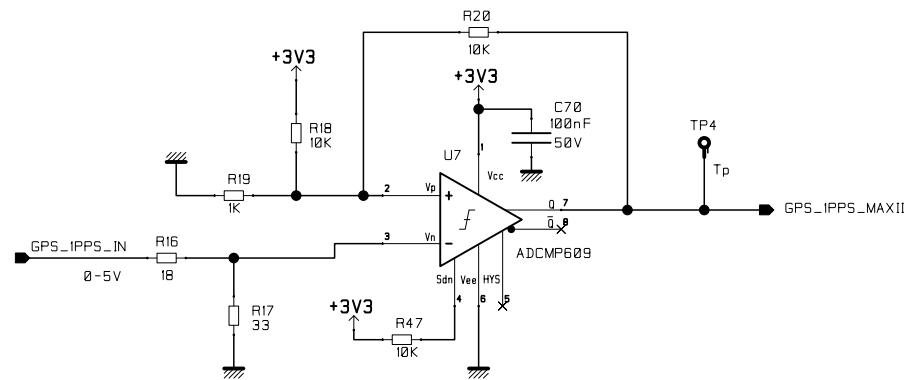 R20
10K
+3V3
+3V3
R18
10K
C70
100nF
50V
TP4
Tp
U7
1
Vcc
R19
1K
2
Vp
+
Q
7
GPS_1PPS_MAXII
3
Vn
-
Q
8
ADCMP609
GPS_1PPS_IN
R16
0-5V
18
Sdn
Vee
HYS
4
6
5
R17
33
+3V3
R47
10K